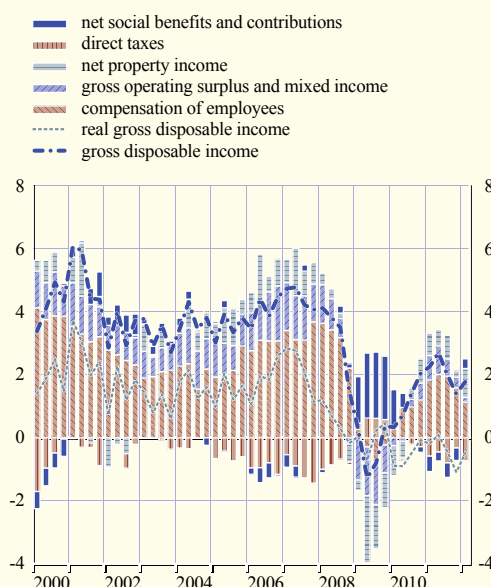 net social benefits and contributions
direct taxes
net property income
gross operating surplus and mixed income
compensation of employees
real gross disposable income
gross disposable income
8 8
6 6
4 4
2 2
0 0
-2 -2
-4 -4
2000 2002 2004 2006 2008 2010